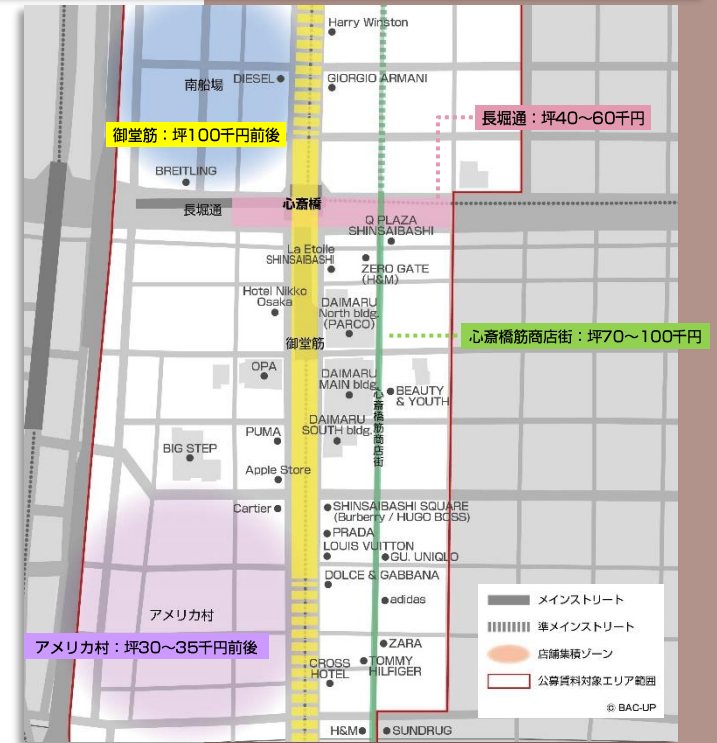 Harry Winston
南船場
DIESEL
GIORGIO ARMANI
長堀通：坪40～60千円
御堂筋：坪100千円前後
BREITLING
心斎橋
長堀通
Q PLAZA
SHINSAIBASHI
La Etoile
SHINSAIBASHI
ZERO GATE
(H&M)
Hotel Nikko
Osaka
DAIMARU
North bldg.
(PARCO)
心斎橋筋商店街：坪70～100千円
御堂筋
OPA
DAIMARU
MAIN bldg.
BEAUTY
& YOUTH
心斎橋筋商店街
DAIMARU
SOUTH bldg.
PUMA
BIG STEP
Apple Store
Cartier
SHINSAIBASHI SQUARE
(Burberry / HUGO BOSS)
PRADA
LOUIS VUITTON
GU. UNIQLO
DOLCE & GABBANA
adidas
アメリカ村
アメリカ村：坪30～35千円前後
ZARA
CROSS
HOTEL
TOMMY
HILFIGER
H&M
SUNDRUG
メインストリート
準メインストリート
店舗集積ゾーン
公募賃料対象エリア範囲
© BAC-UP